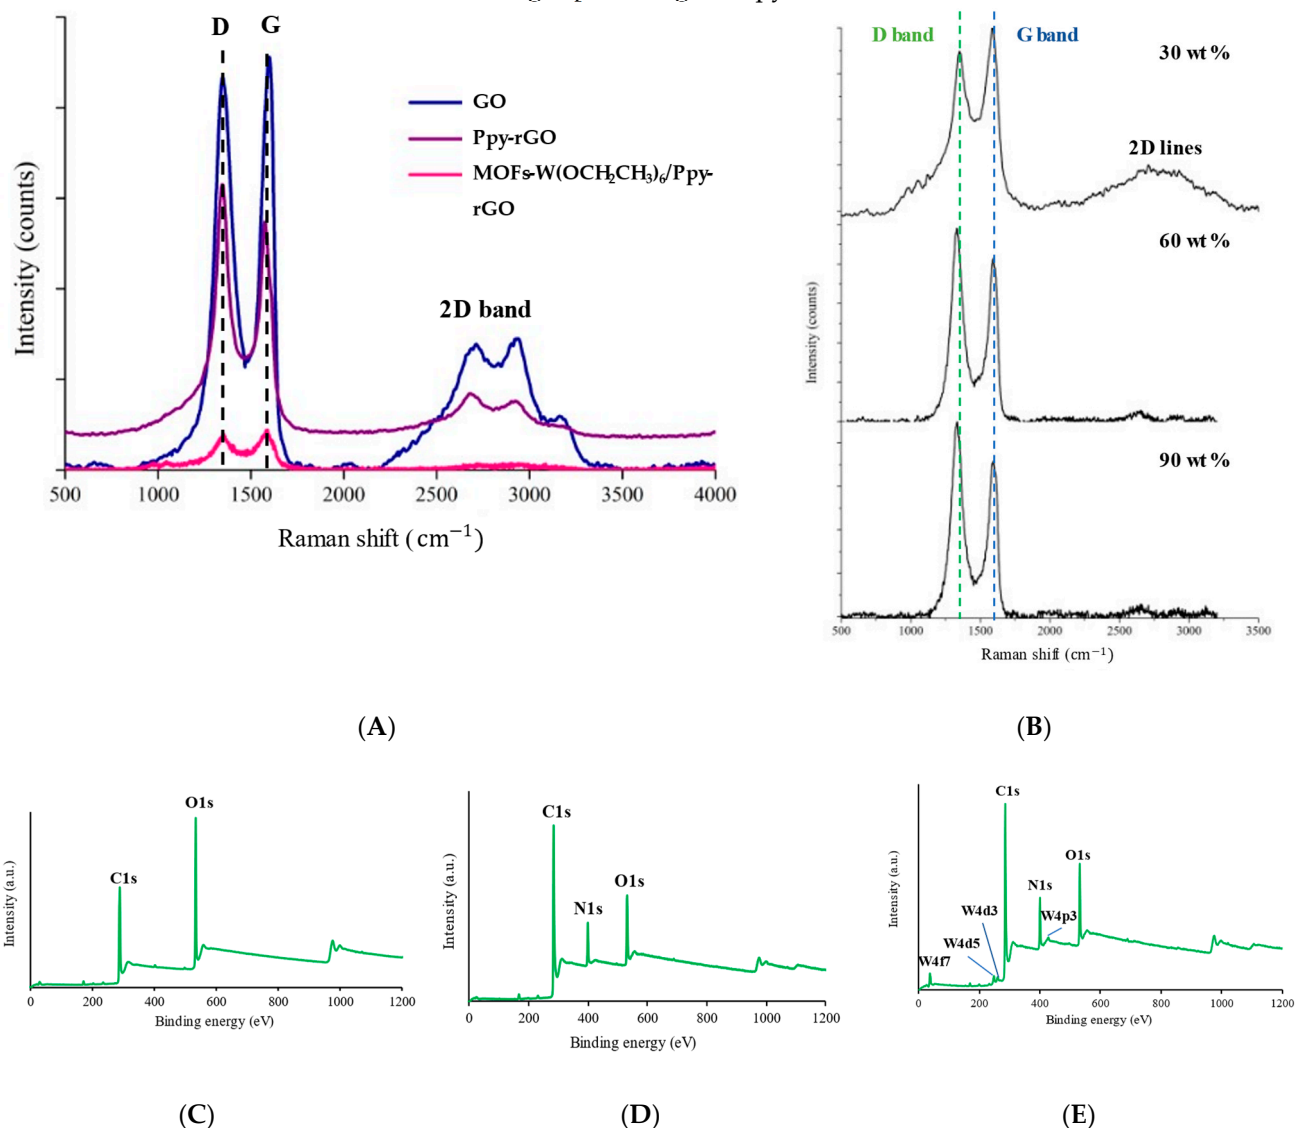 D
G
GO
Ppy-rGO
MOFs-W(OCH2CH3)6/Ppy-
rGO
2D band
Intensity (counts)
500 1000 1500 2000 2500 3000 3500 4000
Raman shift (cm−1)
(A)
D band
G band
30 wt%
2D lines
60 wt%
90 wt%
Intensity (counts)
500 1000 1500 2000 2500 3000 3500
Raman shift (cm−1)
(B)
O1s
C1s
Intensity (a.u.)
0 200 400 600 800 1000 1200
Binding energy (eV)
(C)
C1s
O1s
N1s
Intensity (a.u.)
0 200 400 600 800 1000 1200
Binding energy (eV)
(D)
C1s
O1s
N1s
W4d3
W4p3
W4d5
W4f7
Intensity (a.u.)
0 200 400 600 800 1000 1200
Binding energy (eV)
(E)